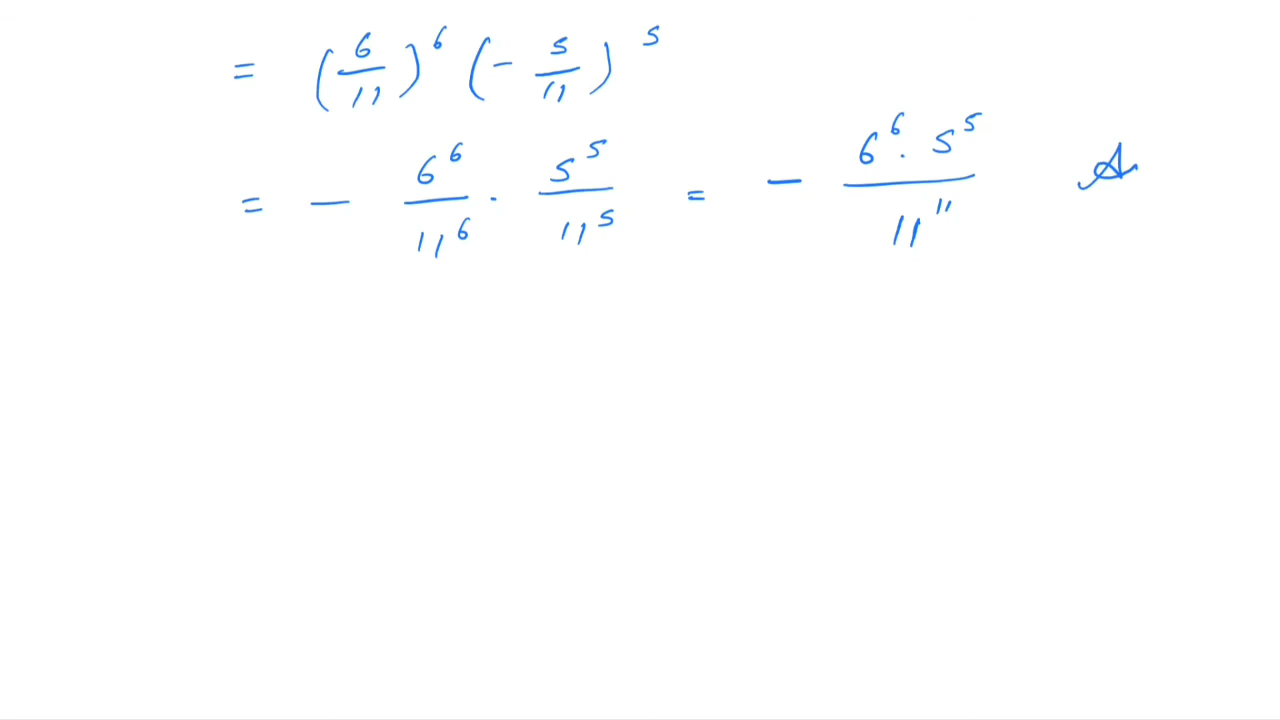 = (6/11)^6 (- 5/11)^5
= - 6^6/11^6 · 5^5/11^5 = - 6^6 · 5^5/11^11